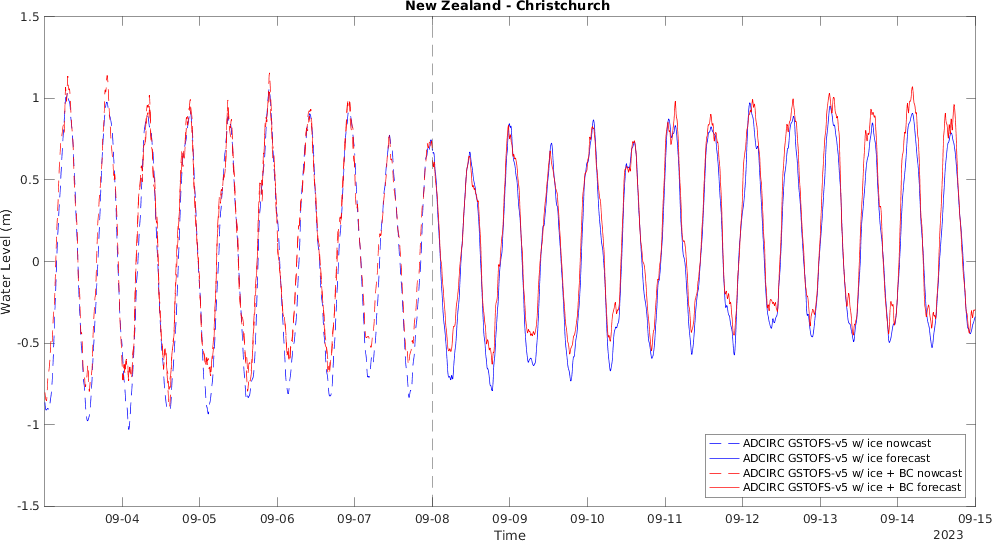 New Zealand - Christchurch
1.5
1
0.5
0
-0.5
-1
-1.5
Water Level (m)
ADCIRC GSTOFS-v5 w/ ice nowcast
ADCIRC GSTOFS-v5 w/ ice forecast
ADCIRC GSTOFS-v5 w/ ice + BC nowcast
ADCIRC GSTOFS-v5 w/ ice + BC forecast
09-04 09-05 09-06 09-07 09-08 09-09 09-10 09-11 09-12 09-13 09-14 09-15
Time
2023